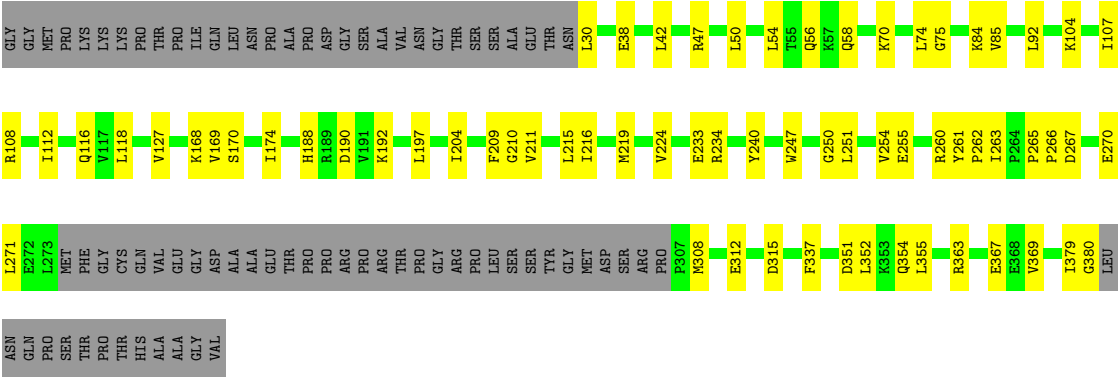 GLY GLY MET PRO LYS LYS LYS PRO THR PRO ILE GLN LEU ASN PRO ALA PRO ASP GLY SER ALA VAL ASN GLY THR SER SER ALA GLU THR ASN L30 E38 L42 R47 L50 L54 T55 Q56 K57 Q58 K70 L74 G75 K84 V85 L92 K104 I107
R108 I112 Q116 V117 L118 V127 K168 V169 S170 I174 H188 R189 D190 V191 K192 L197 I204 F209 G210 V211 L215 I216 M219 V224 E233 R234 Y240 W247 G250 L251 V254 E255 R260 Y261 P262 I263 P264 P265 P266 D267 E270
L271 E272 L273 MET PHE GLY CYS GLN VAL GLU GLY ASP ALA ALA GLU THR PRO PRO ARG PRO ARG THR PRO GLY ARG PRO LEU SER SER TYR GLY MET ASP SER ARG PRO P307 M308 E312 D315 F337 D351 L352 K353 Q354 L355 R363 E367 E368 V369 I379 G380 LEU
ASN GLN PRO SER THR PRO THR HIS ALA ALA GLY VAL